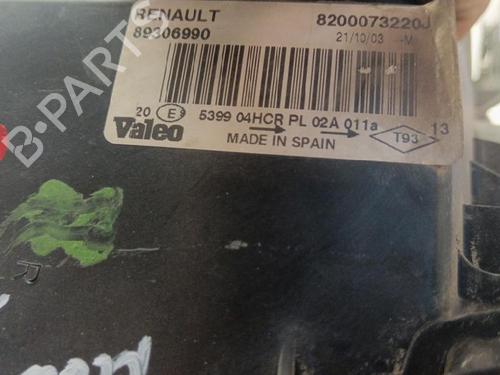 RENAULT 8200073220J
89306990 21/10/03 -M
20 E9 5399 04HCR PL 02A 011a
Valeo MADE IN SPAIN T93 13
B-PARTS
R